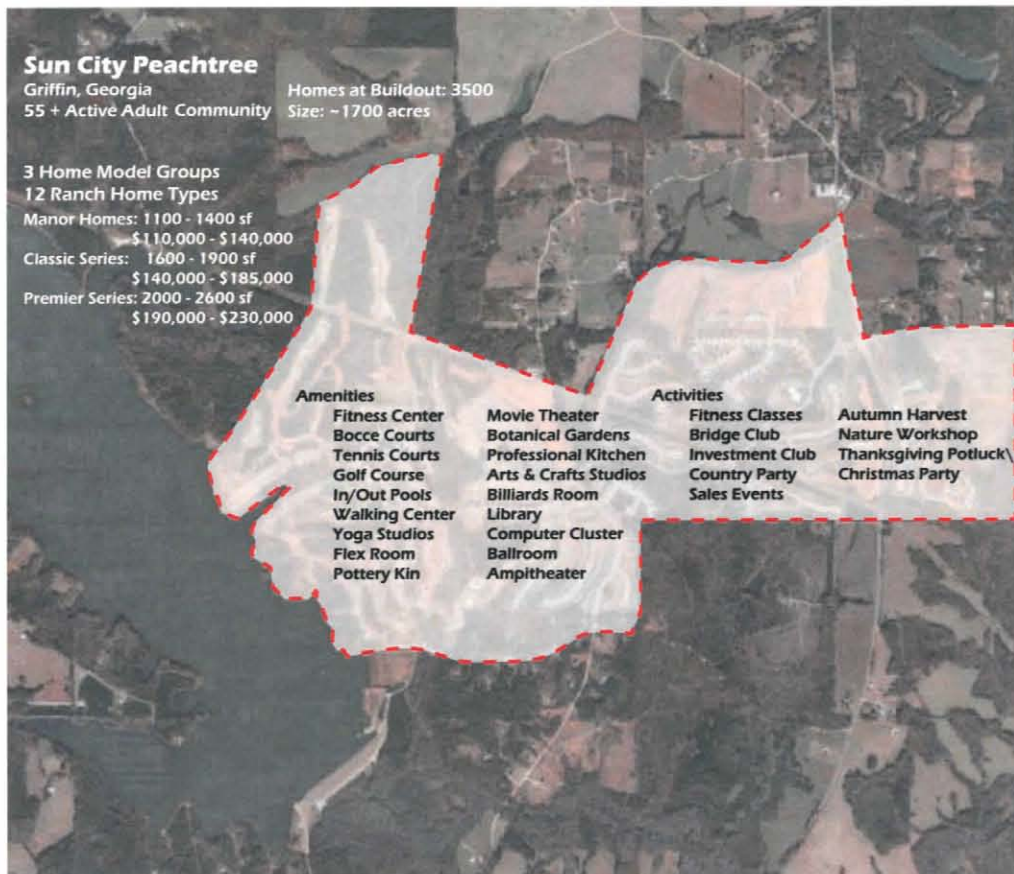 Sun City Peachtree
Griffin, Georgia
55 + Active Adult Community
Homes at Buildout: 3500
Size: ~1700 acres
3 Home Model Groups
12 Ranch Home Types
Manor Homes: 1100 - 1400 sf
$110,000 - $140,000
Classic Series: 1600 - 1900 sf
$140,000 - $185,000
Premier Series: 2000 - 2600 sf
$190,000 - $230,000
Amenities
Fitness Center
Bocce Courts
Tennis Courts
Golf Course
In/Out Pools
Walking Center
Yoga Studios
Flex Room
Pottery Kin
Movie Theater
Botanical Gardens
Professional Kitchen
Arts & Crafts Studios
Billiards Room
Library
Computer Cluster
Ballroom
Ampitheater
Activities
Fitness Classes
Bridge Club
Investment Club
Country Party
Sales Events
Autumn Harvest
Nature Workshop
Thanksgiving Potluck\
Christmas Party